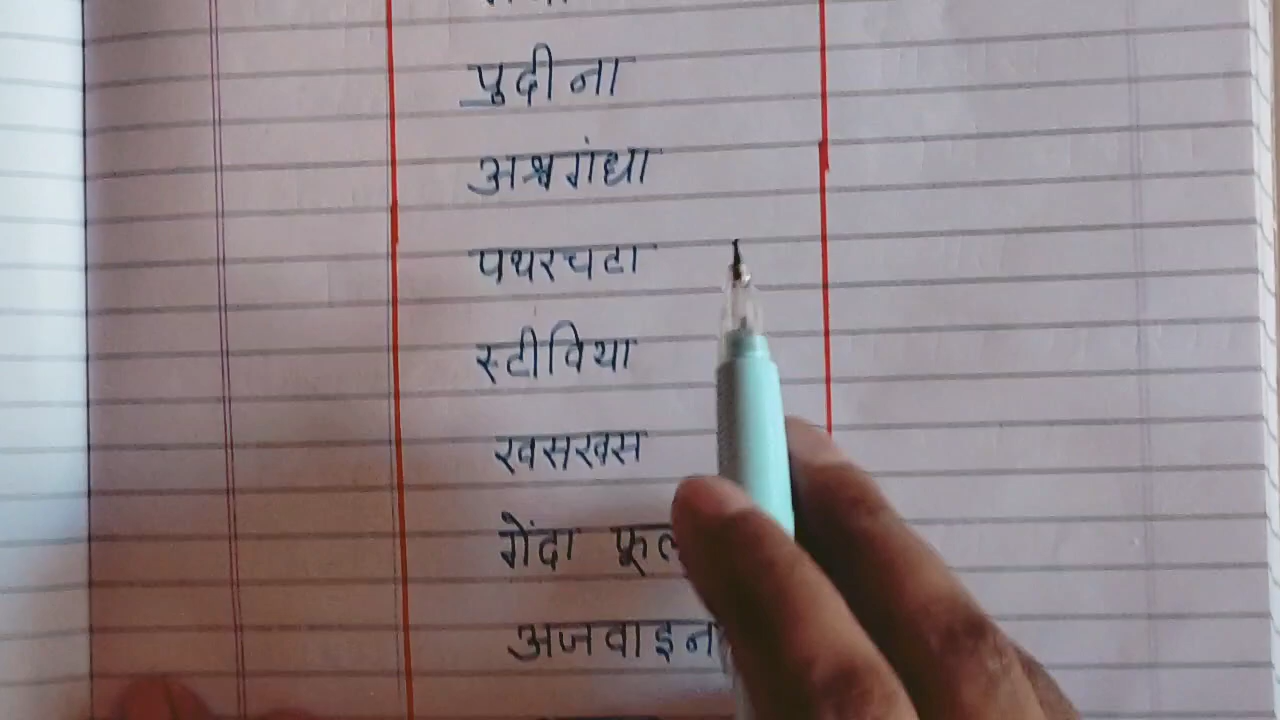 पुदीना
अश्वगंधा
पथरचटा
स्टीविया
खसखस
गेंदा फूल
अजवाइन